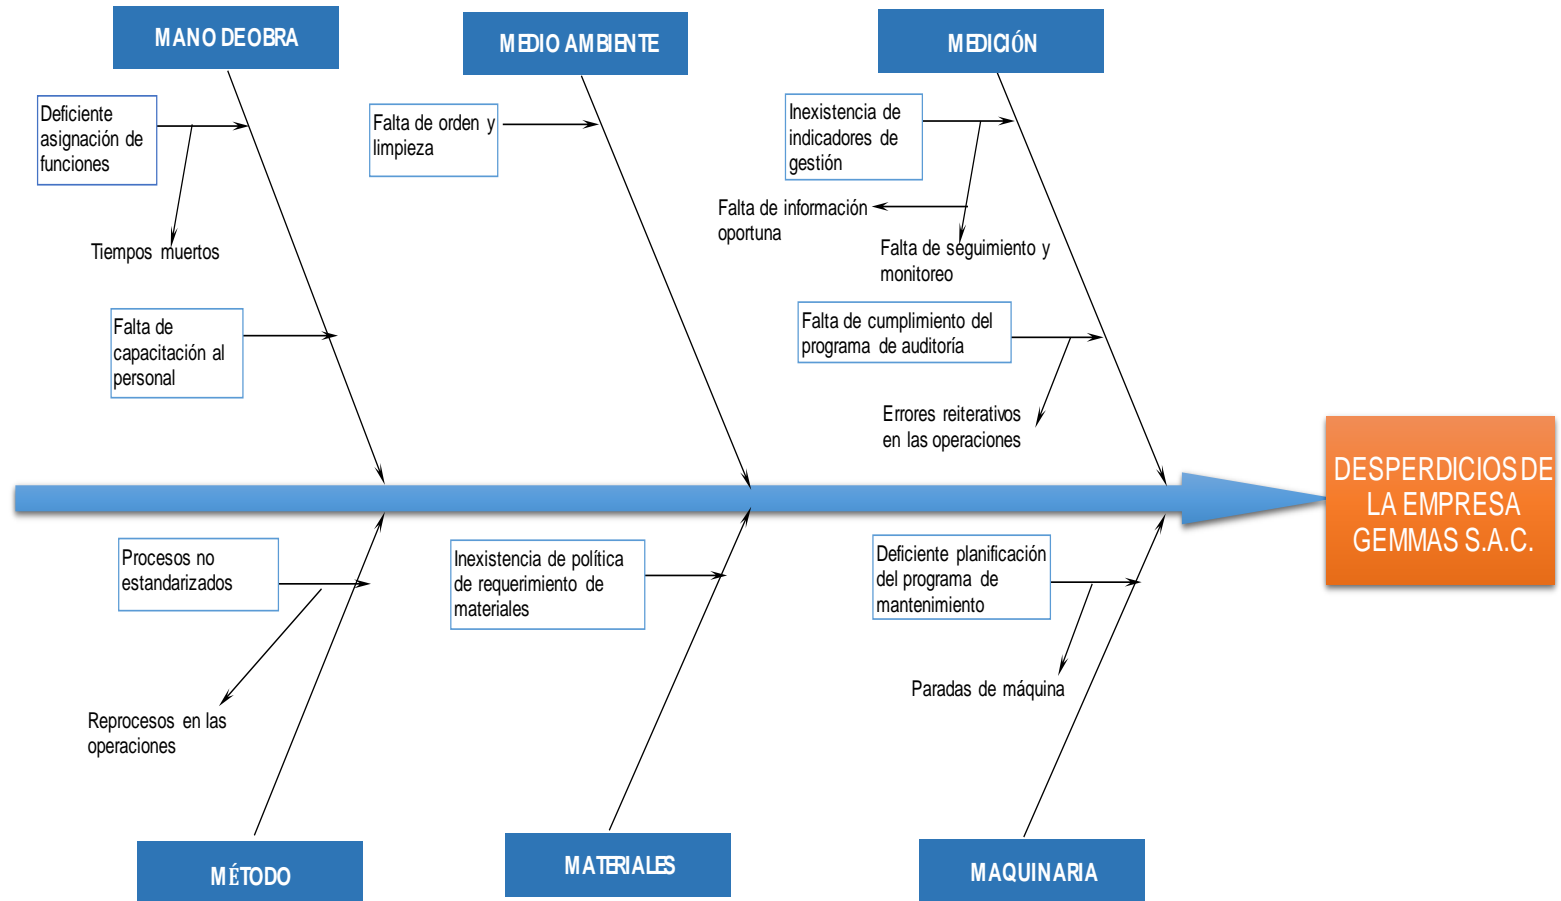 MANO DE OBRA
MEDIO AMBIENTE
MEDICIÓN
Deficiente
asignación de
funciones
Tiempos muertos
Falta de
capacitación al
personal
Falta de orden y
limpieza
Inexistencia de
indicadores de
gestión
Falta de información
oportuna
Falta de seguimiento y
monitoreo
Falta de cumplimiento del
programa de auditoría
Errores reiterativos
en las operaciones
DESPERDICIOS DE
LA EMPRESA
GEMMAS S.A.C.
Procesos no
estandarizados
Reprocesos en las
operaciones
Inexistencia de política
de requerimiento de
materiales
Deficiente planificación
del programa de
mantenimiento
Paradas de máquina
MÉTODO
MATERIALES
MAQUINARIA